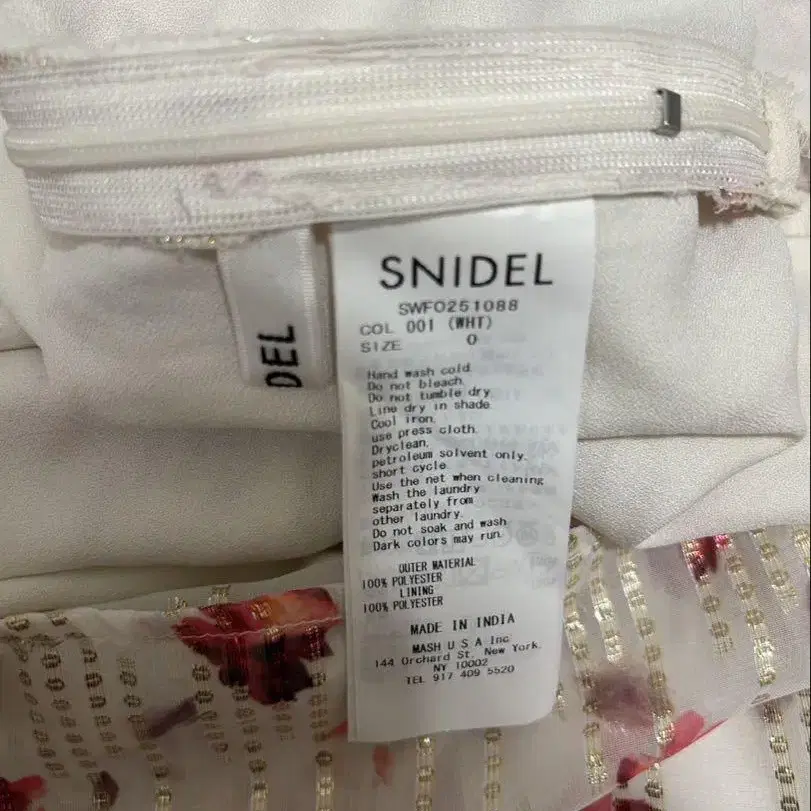 SNIDEL
SWFO251088
COL 001 (WHT)
SIZE 0
Hand wash cold.
Do not bleach.
Do not tumble dry.
Line dry in shade.
Cool iron.
use press cloth.
Dryclean.
petroleum solvent only.
short cycle.
Use the net when cleaning
Wash the laundry
separately from
other laundry.
Do not soak and wash
Dark colors may run.
OUTER MATERIAL
100% POLYESTER
LINING
100% POLYESTER
MADE IN INDIA
MASH U S A Inc.
144 Orchard St. New York.
NY 10002
TEL 917 409 5520
DEL